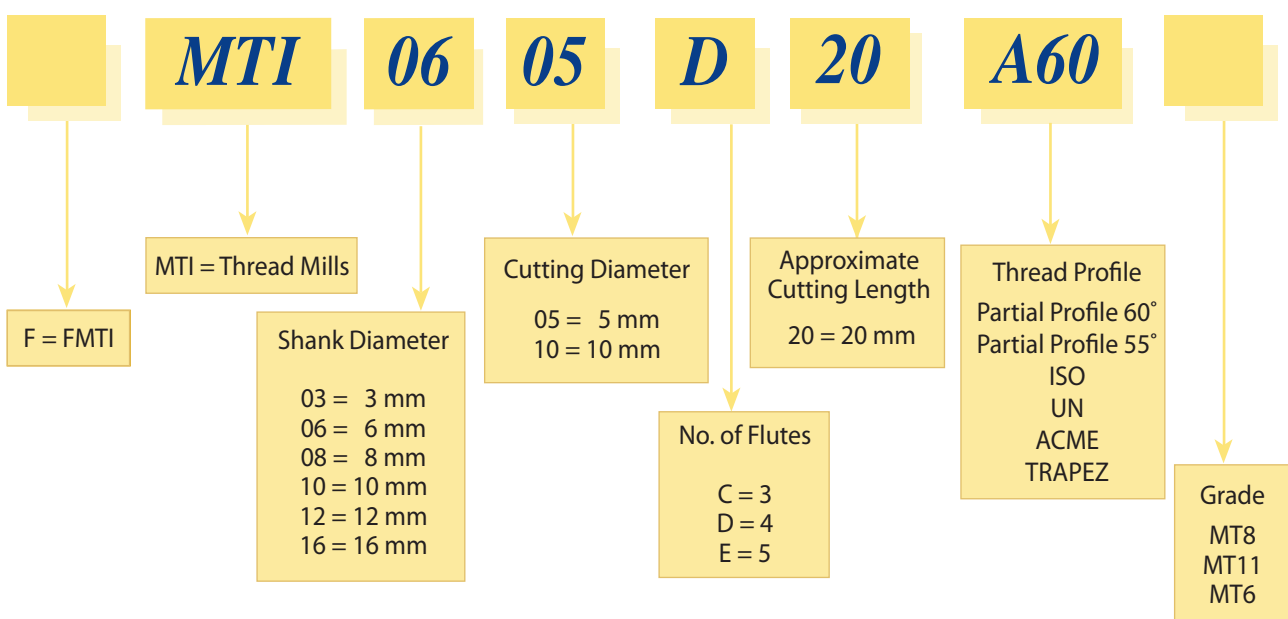 MTI 06 05 D 20 A60
F = FMTI
MTI = Thread Mills
Shank Diameter
03 = 3 mm
06 = 6 mm
08 = 8 mm
10 = 10 mm
12 = 12 mm
16 = 16 mm
Cutting Diameter
05 = 5 mm
10 = 10 mm
No. of Flutes
C = 3
D = 4
E = 5
Approximate
Cutting Length
20 = 20 mm
Thread Profile
Partial Profile 60°
Partial Profile 55°
ISO
UN
ACME
TRAPEZ
Grade
MT8
MT11
MT6